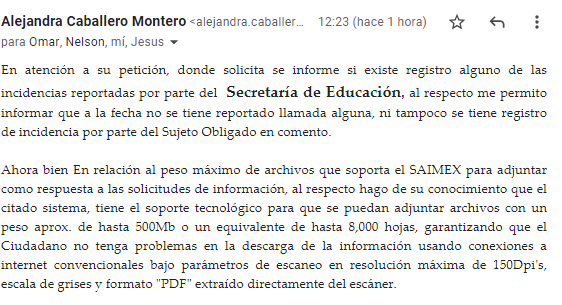 Alejandra Caballero Montero <alejandra.caballer... 12:23 (hace 1 hora)
para Omar, Nelson, mí, Jesus
En atención a su petición, donde solicita se informe si existe registro alguno de las
incidencias reportadas por parte del Secretaría de Educación, al respecto me permito
informar que a la fecha no se tiene reportado llamada alguna, ni tampoco se tiene registro
de incidencia por parte del Sujeto Obligado en comento.
Ahora bien En relación al peso máximo de archivos que soporta el SAIMEX para adjuntar
como respuesta a las solicitudes de información, al respecto hago de su conocimiento que el
citado sistema, tiene el soporte tecnológico para que se puedan adjuntar archivos con un
peso aprox. de hasta 500Mb o un equivalente de hasta 8,000 hojas, garantizando que el
Ciudadano no tenga problemas en la descarga de la información usando conexiones a
internet convencionales bajo parámetros de escaneo en resolución máxima de 150Dpi's,
escala de grises y formato "PDF" extraído directamente del escáner.